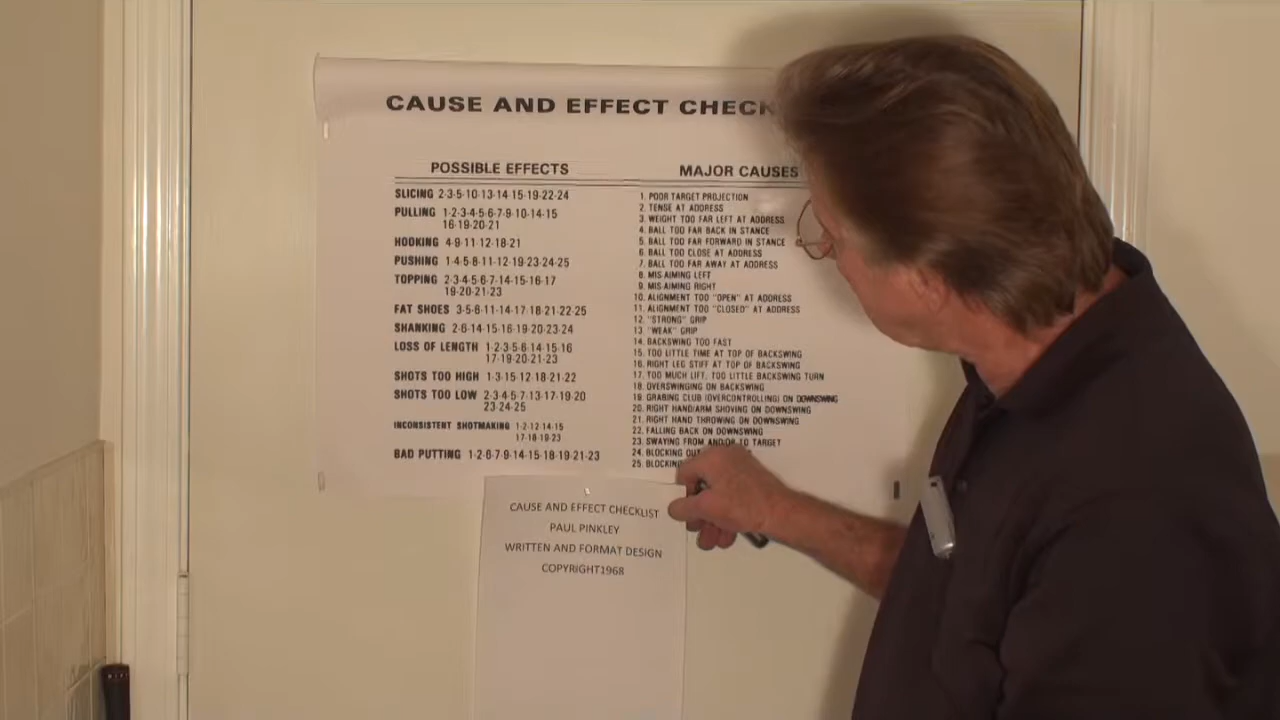 CAUSE AND EFFECT CHECK
POSSIBLE EFFECTS
SLICING 2-3-5-10-13-14-15-19-22-24
PULLING 1-2-3-4-5-6-7-9-10-14-15
16-19-20-21
HOOKING 4-9-11-12-18-21
PUSHING 1-4-5-8-11-12-19-23-24-25
TOPPING 2-3-4-5-6-7-14-15-16-17
19-20-21-23
FAT SHOES 3-5-6-11-14-17-18-21-22-25
SHANKING 2-6-14-15-16-19-20-23-24
LOSS OF LENGTH 1-2-3-5-6-14-15-16
17-19-20-21-23
SHOTS TOO HIGH 1-3-15 12-18-21-22
SHOTS TOO LOW 2-3-4-5-7-13-17-19-20
23-24-25
INCONSISTENT SHOTMAKING 1-2-12-14-15
17-18-19-23
BAD PUTTING 1-2-6-7-9-14-15-18-19-21-23
MAJOR CAUSES
1. POOR TARGET PROJECTION
2. TENSE AT ADDRESS
3. WEIGHT TOO FAR LEFT AT ADDRESS
4. BALL TOO FAR BACK IN STANCE
5. BALL TOO FAR FORWARD IN STANCE
6. BALL TOO CLOSE AT ADDRESS
7. BALL TOO FAR AWAY AT ADDRESS
8. MIS-AIMING LEFT
9. MIS-AIMING RIGHT
10. ALIGNMENT TOO "OPEN" AT ADDRESS
11. ALIGNMENT TOO "CLOSED" AT ADDRESS
12. "STRONG" GRIP
13. "WEAK" GRIP
14. BACKSWING TOO FAST
15. TOO LITTLE TIME AT TOP OF BACKSWING
16. RIGHT LEG STIFF AT TOP OF BACKSWING
17. TOO MUCH LIFT, TOO LITTLE BACKSWING TURN
18. OVERSWINGING ON BACKSWING
19. GRABING CLUB (OVERCONTROLLING) ON DOWNSWING
20. RIGHT HAND/ARM SHOVING ON DOWNSWING
21. RIGHT HAND THROWING ON DOWNSWING
22. FALLING BACK ON DOWNSWING
23. SWAYING FROM AND/OR TO TARGET
24. BLOCKING OUT
25. BLOCKING
CAUSE AND EFFECT CHECKLIST
PAUL PINKLEY
WRITTEN AND FORMAT DESIGN
COPYRIGHT1968